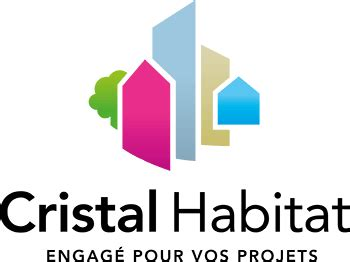 Cristal Habitat
ENGAGÉ POUR VOS PROJETS